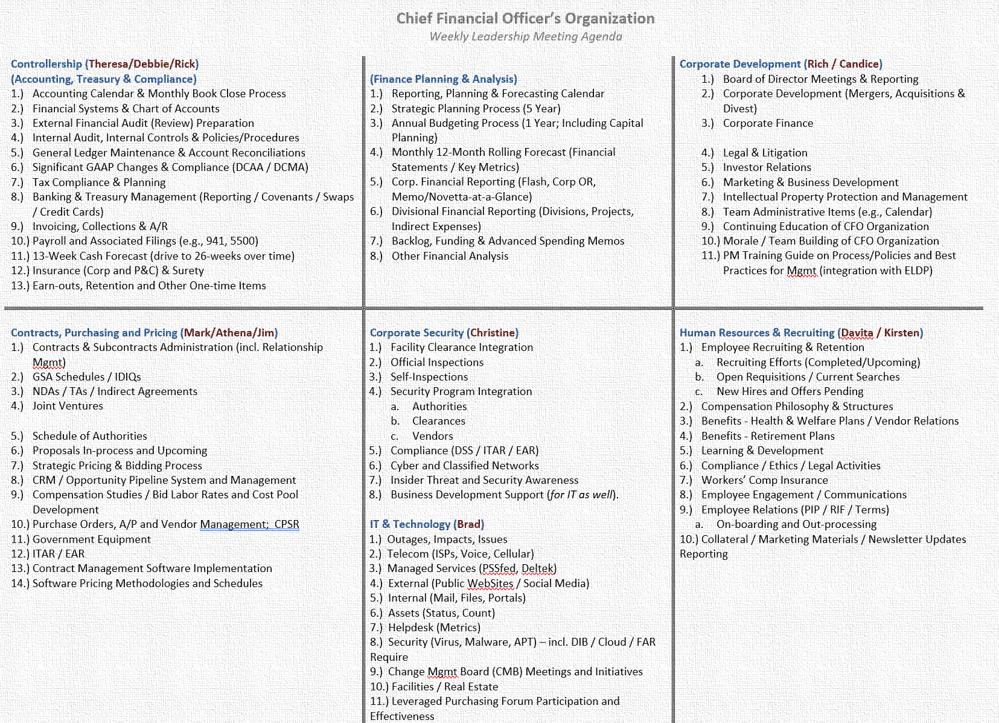 Chief Financial Officer’s Organization
Weekly Leadership Meeting Agenda
Controllership (Theresa/Debbie/Rick)
(Accounting, Treasury & Compliance)
1.) Accounting Calendar & Monthly Book Close Process
2.) Financial Systems & Chart of Accounts
3.) External Financial Audit (Review) Preparation
4.) Internal Audit, Internal Controls & Policies/Procedures
5.) General Ledger Maintenance & Account Reconciliations
6.) Significant GAAP Changes & Compliance (DCAA / DCMA)
7.) Tax Compliance & Planning
8.) Banking & Treasury Management (Reporting / Covenants / Swaps
/ Credit Cards)
9.) Invoicing, Collections & A/R
10.) Payroll and Associated Filings (e.g., 941, 5500)
11.) 13-Week Cash Forecast (drive to 26-weeks over time)
12.) Insurance (Corp and P&C) & Surety
13.) Earn-outs, Retention and Other One-time Items
(Finance Planning & Analysis)
1.) Reporting, Planning & Forecasting Calendar
2.) Strategic Planning Process (5 Year)
3.) Annual Budgeting Process (1 Year; Including Capital
Planning)
4.) Monthly 12-Month Rolling Forecast (Financial
Statements / Key Metrics)
5.) Corp. Financial Reporting (Flash, Corp OR,
Memo/Novetta-at-a-Glance)
6.) Divisional Financial Reporting (Divisions, Projects,
Indirect Expenses)
7.) Backlog, Funding & Advanced Spending Memos
8.) Other Financial Analysis
Corporate Development (Rich / Candice)
1.) Board of Director Meetings & Reporting
2.) Corporate Development (Mergers, Acquisitions &
Divest)
3.) Corporate Finance
4.) Legal & Litigation
5.) Investor Relations
6.) Marketing & Business Development
7.) Intellectual Property Protection and Management
8.) Team Administrative Items (e.g., Calendar)
9.) Continuing Education of CFO Organization
10.) Morale / Team Building of CFO Organization
11.) PM Training Guide on Process/Policies and Best
Practices for Mgmt (integration with ELDP)
Contracts, Purchasing and Pricing (Mark/Athena/Jim)
1.) Contracts & Subcontracts Administration (incl. Relationship
Mgmt)
2.) GSA Schedules / IDIQs
3.) NDAs / TAs / Indirect Agreements
4.) Joint Ventures
5.) Schedule of Authorities
6.) Proposals In-process and Upcoming
7.) Strategic Pricing & Bidding Process
8.) CRM / Opportunity Pipeline System and Management
9.) Compensation Studies / Bid Labor Rates and Cost Pool
Development
10.) Purchase Orders, A/P and Vendor Management; CPSR
11.) Government Equipment
12.) ITAR / EAR
13.) Contract Management Software Implementation
14.) Software Pricing Methodologies and Schedules
Corporate Security (Christine)
1.) Facility Clearance Integration
2.) Official Inspections
3.) Self-Inspections
4.) Security Program Integration
a. Authorities
b. Clearances
c. Vendors
5.) Compliance (DSS / ITAR / EAR)
6.) Cyber and Classified Networks
7.) Insider Threat and Security Awareness
8.) Business Development Support (for IT as well).
IT & Technology (Brad)
1.) Outages, Impacts, Issues
2.) Telecom (ISPs, Voice, Cellular)
3.) Managed Services (PSSfed, Deltek)
4.) External (Public WebSites / Social Media)
5.) Internal (Mail, Files, Portals)
6.) Assets (Status, Count)
7.) Helpdesk (Metrics)
8.) Security (Virus, Malware, APT) – incl. DIB / Cloud / FAR
Require
9.) Change Mgmt Board (CMB) Meetings and Initiatives
10.) Facilities / Real Estate
11.) Leveraged Purchasing Forum Participation and
Effectiveness
Human Resources & Recruiting (Davita / Kirsten)
1.) Employee Recruiting & Retention
a. Recruiting Efforts (Completed/Upcoming)
b. Open Requisitions / Current Searches
c. New Hires and Offers Pending
2.) Compensation Philosophy & Structures
3.) Benefits - Health & Welfare Plans / Vendor Relations
4.) Benefits - Retirement Plans
5.) Learning & Development
6.) Compliance / Ethics / Legal Activities
7.) Workers’ Comp Insurance
8.) Employee Engagement / Communications
9.) Employee Relations (PIP / RIF / Terms)
a. On-boarding and Out-processing
10.) Collateral / Marketing Materials / Newsletter Updates
Reporting